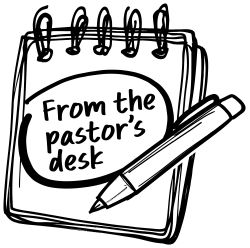 From the
pastor's
desk